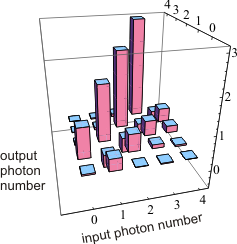 4 3 2 1 0
3
2
1
0
output
photon
number
0 1 2 3 4
input photon number